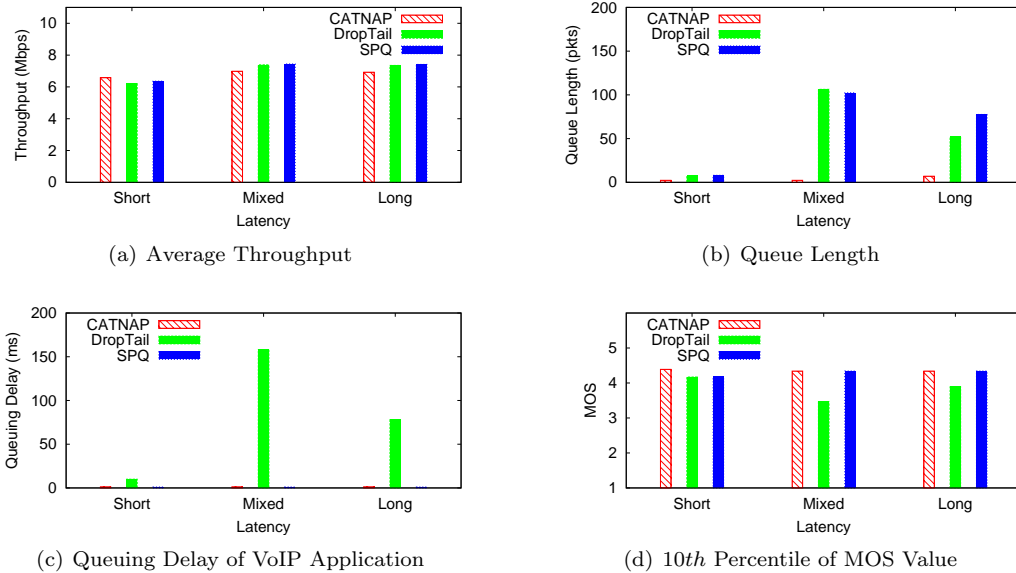 10
8
6
4
2
0
Throughput (Mbps)
CATNAP
DropTail
SPQ
Short
Mixed
Long
Latency
(a) Average Throughput
200
150
100
50
0
Queue Length (pkts)
CATNAP
DropTail
SPQ
Short
Mixed
Long
Latency
(b) Queue Length
200
150
100
50
0
Queuing Delay (ms)
CATNAP
DropTail
SPQ
Short
Mixed
Long
Latency
(c) Queuing Delay of VoIP Application
5
4
3
2
1
MOS
CATNAP
DropTail
SPQ
Short
Mixed
Long
Latency
(d) 10th Percentile of MOS Value